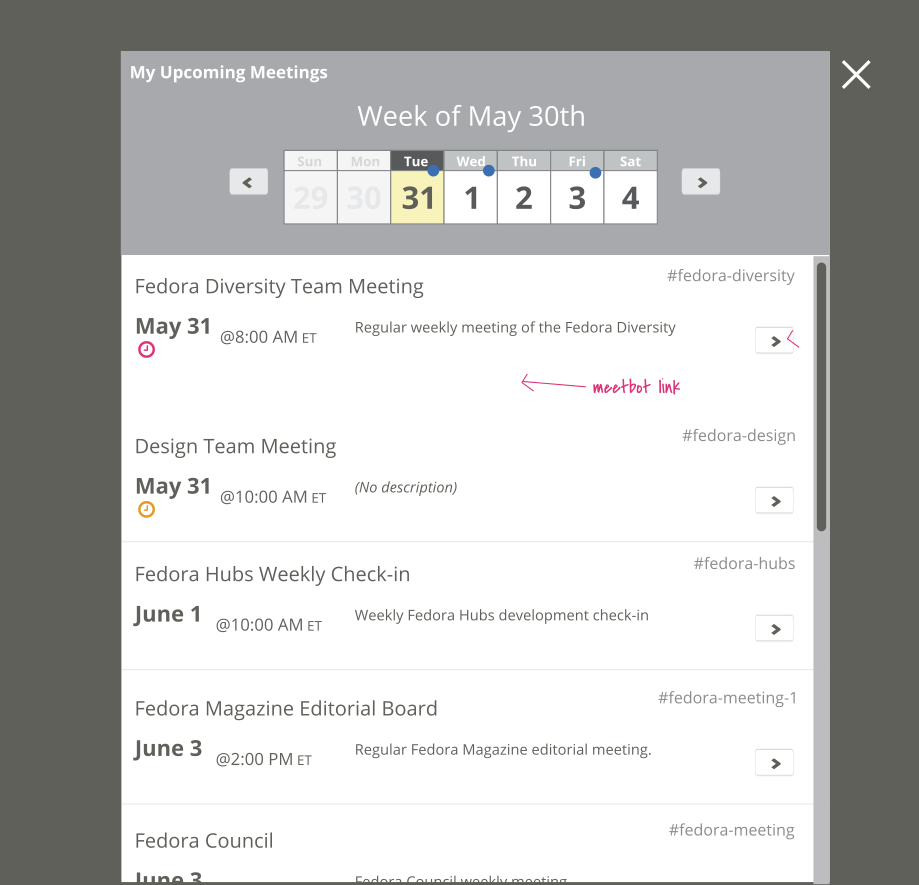 My Upcoming Meetings
Week of May 30th
Sun Mon Tue Wed Thu Fri Sat
29 30 31 1 2 3 4
Fedora Diversity Team Meeting #fedora-diversity
May 31 @8:00 AM ET Regular weekly meeting of the Fedora Diversity
meetbot link
Design Team Meeting #fedora-design
May 31 @10:00 AM ET (No description)
Fedora Hubs Weekly Check-in #fedora-hubs
June 1 @10:00 AM ET Weekly Fedora Hubs development check-in
Fedora Magazine Editorial Board #fedora-meeting-1
June 3 @2:00 PM ET Regular Fedora Magazine editorial meeting.
Fedora Council #fedora-meeting
June 3 Fedora Council weekly meeting